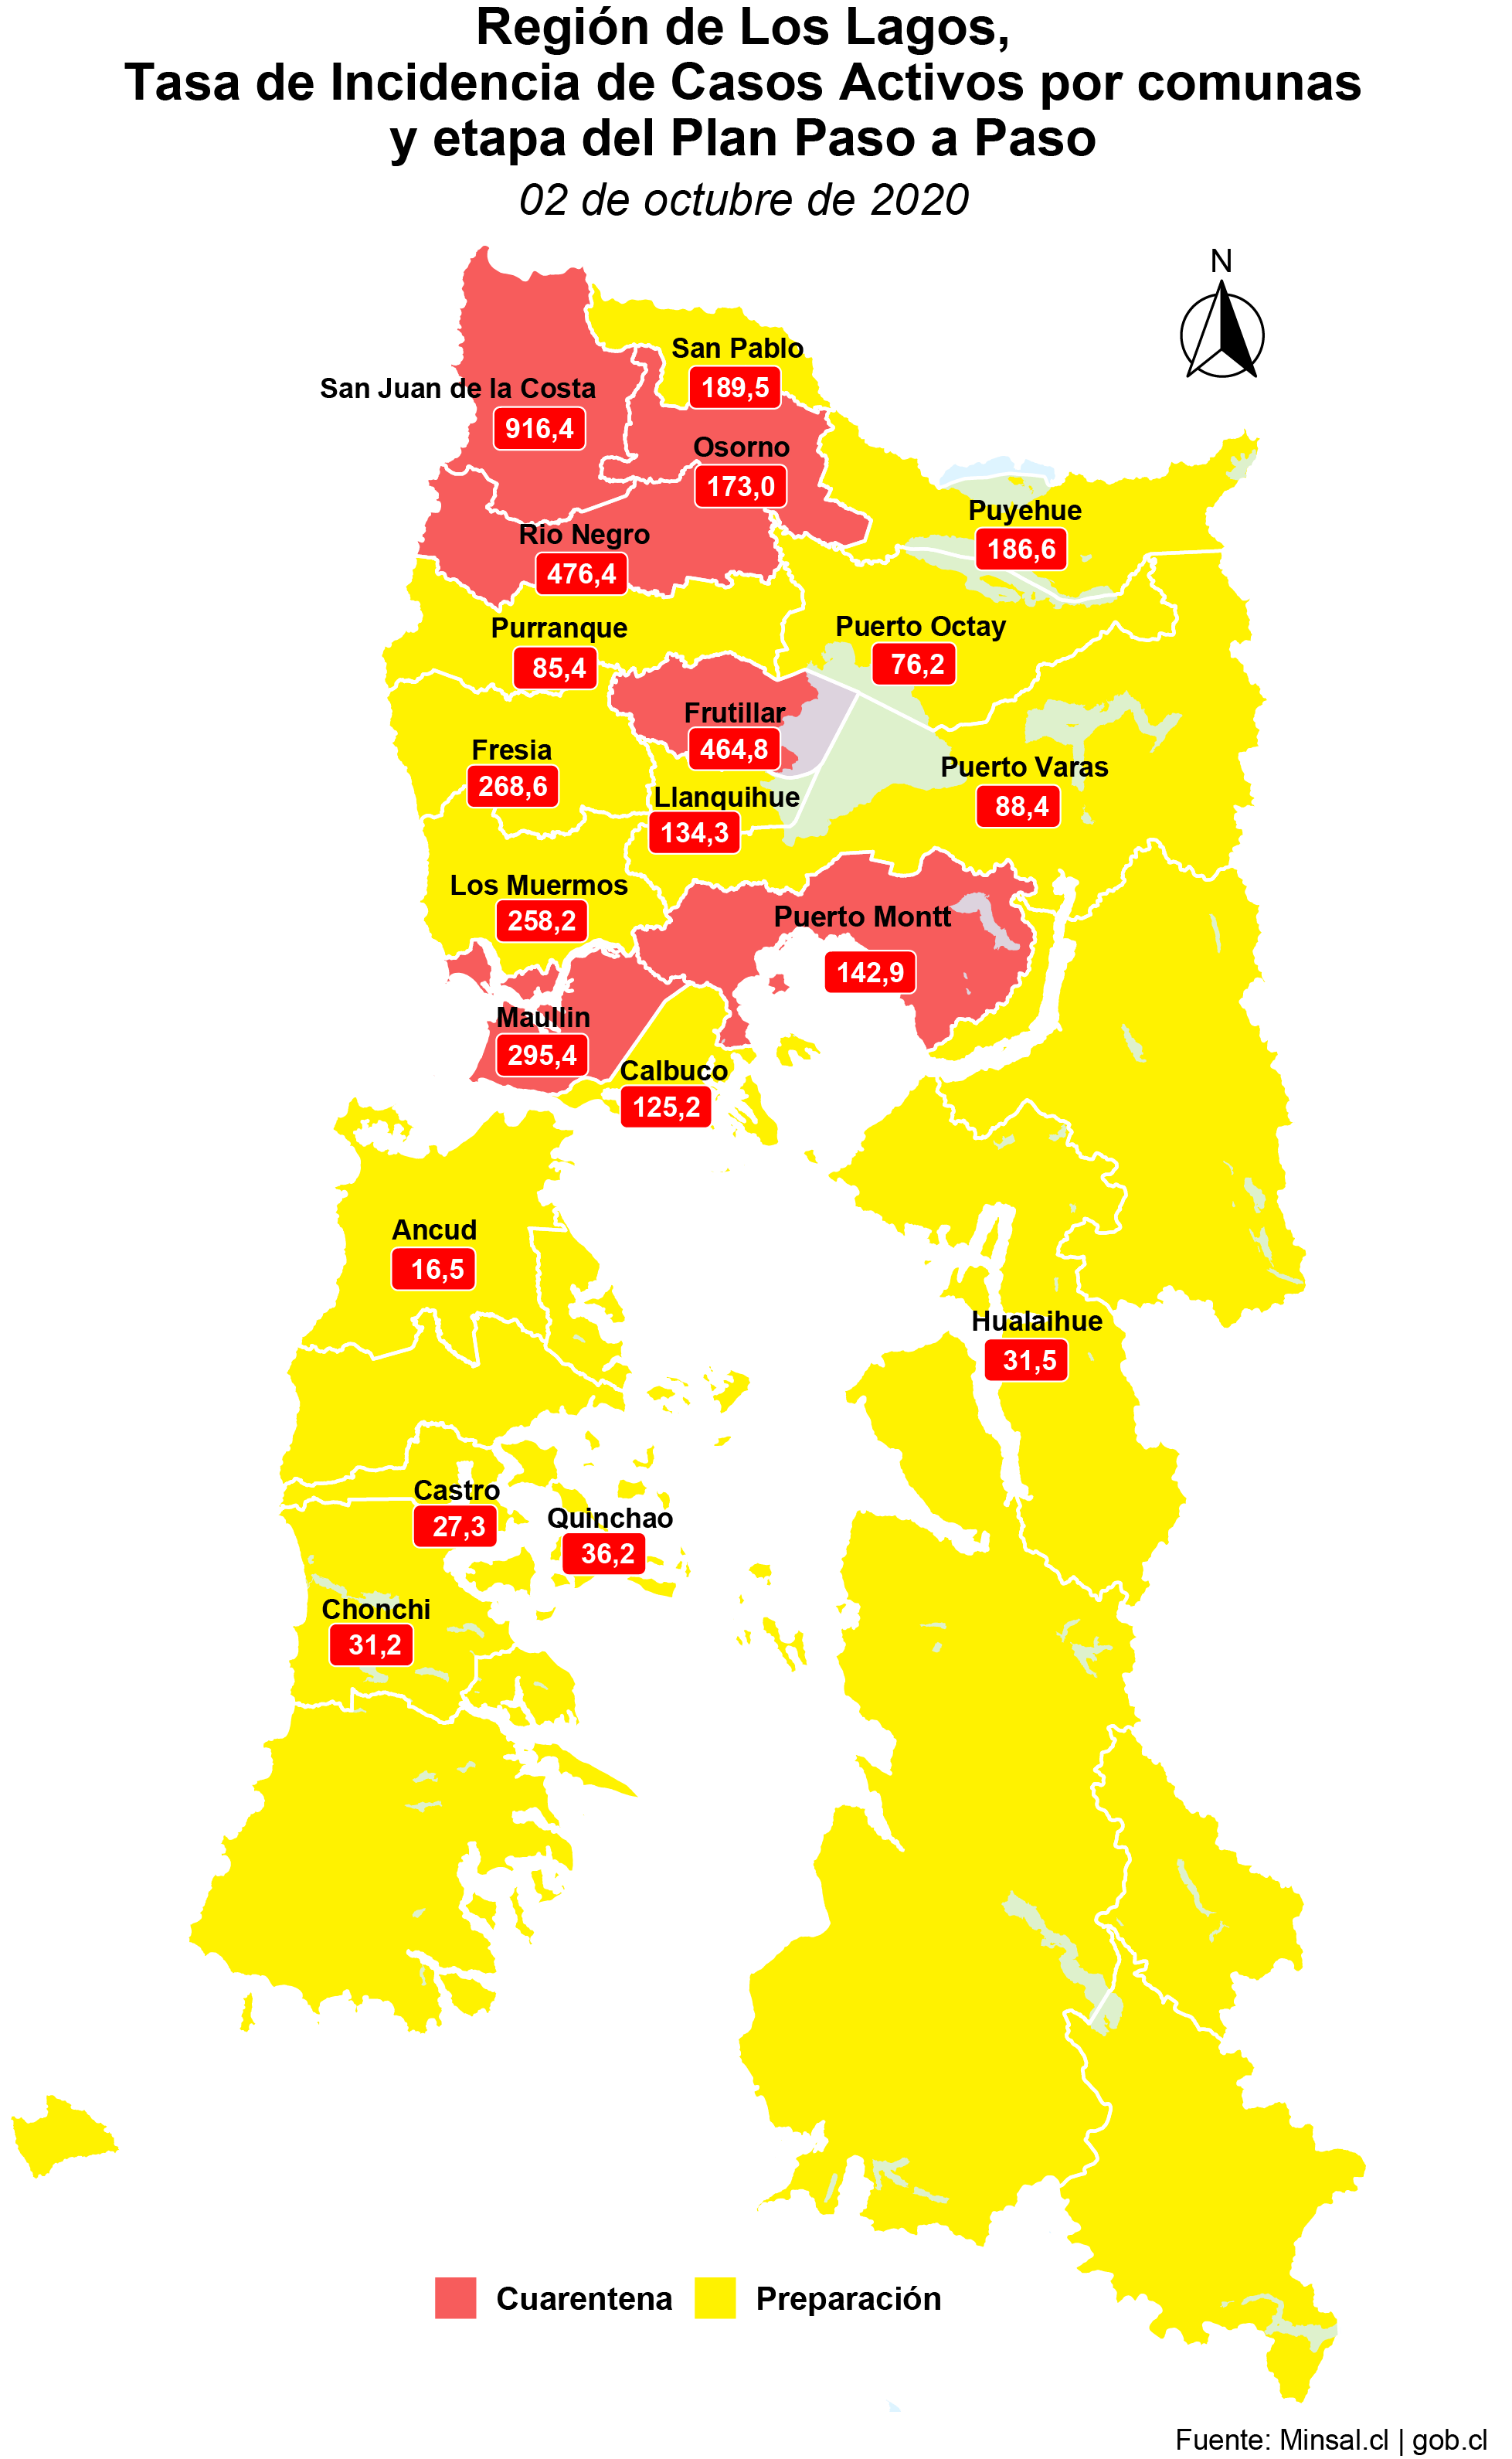 Región de Los Lagos,
Tasa de Incidencia de Casos Activos por comunas
y etapa del Plan Paso a Paso
02 de octubre de 2020
N
San Pablo
189,5
San Juan de la Costa
916,4
Osorno
173,0
Puyehue
186,6
Rio Negro
476,4
Purranque
85,4
Puerto Octay
76,2
Frutillar
464,8
Fresia
268,6
Puerto Varas
88,4
Llanquihue
134,3
Los Muermos
258,2
Puerto Montt
142,9
Maullin
295,4
Calbuco
125,2
Ancud
16,5
Hualaihue
31,5
Castro
27,3
Quinchao
36,2
Chonchi
31,2
Cuarentena
Preparación
Fuente: Minsal.cl | gob.cl